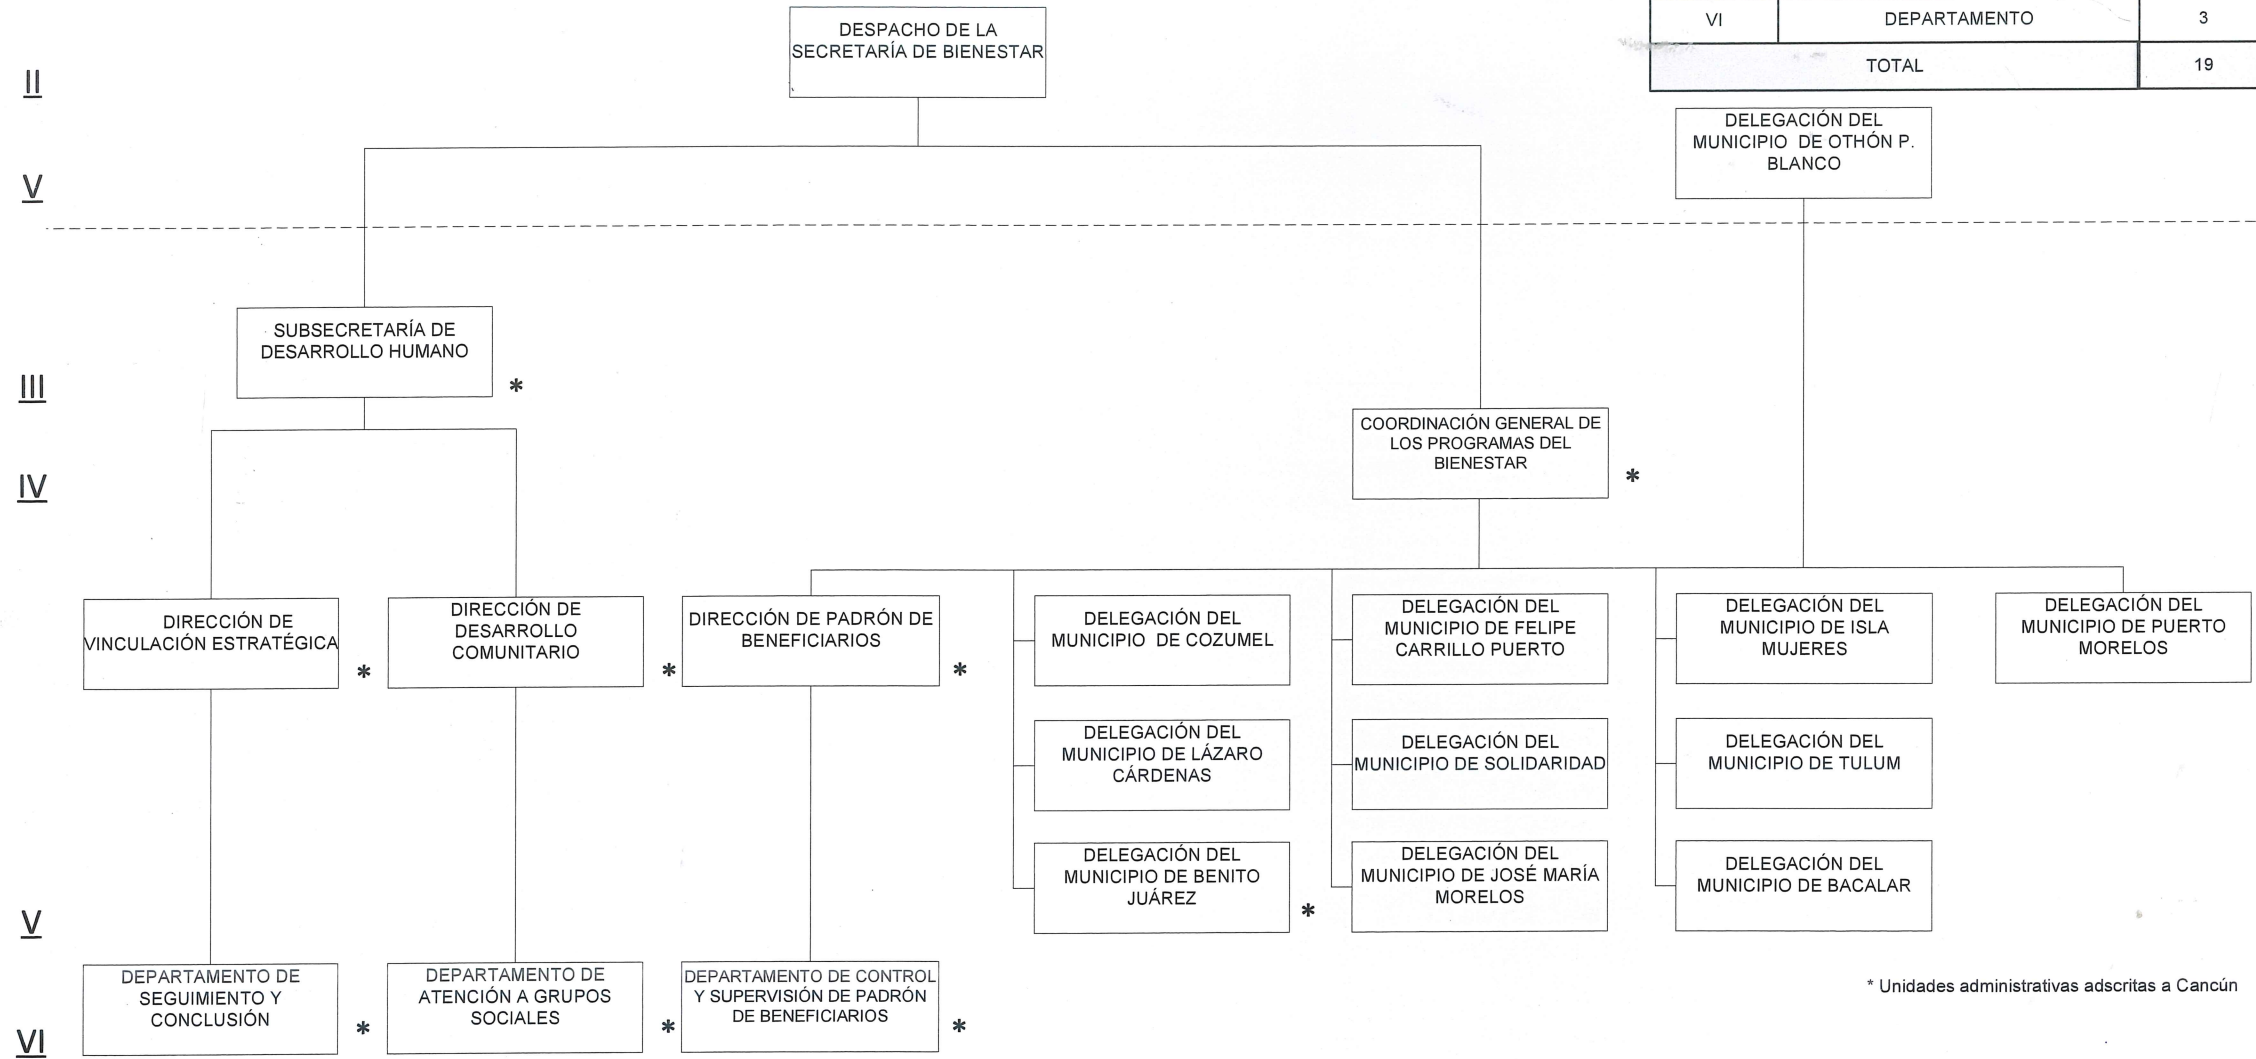 VI DEPARTAMENTO 3
TOTAL 19
DESPACHO DE LA
SECRETARÍA DE BIENESTAR
II
DELEGACIÓN DEL
MUNICIPIO DE OTHÓN P.
BLANCO
V
SUBSECRETARÍA DE
DESARROLLO HUMANO
*
III
COORDINACIÓN GENERAL DE
LOS PROGRAMAS DEL
BIENESTAR
*
IV
DIRECCIÓN DE
VINCULACIÓN ESTRATÉGICA
*
DIRECCIÓN DE
DESARROLLO
COMUNITARIO
*
DIRECCIÓN DE PADRÓN DE
BENEFICIARIOS
*
DELEGACIÓN DEL
MUNICIPIO DE COZUMEL
DELEGACIÓN DEL
MUNICIPIO DE FELIPE
CARRILLO PUERTO
DELEGACIÓN DEL
MUNICIPIO DE ISLA
MUJERES
DELEGACIÓN DEL
MUNICIPIO DE PUERTO
MORELOS
DELEGACIÓN DEL
MUNICIPIO DE LÁZARO
CÁRDENAS
DELEGACIÓN DEL
MUNICIPIO DE SOLIDARIDAD
DELEGACIÓN DEL
MUNICIPIO DE TULUM
DELEGACIÓN DEL
MUNICIPIO DE BENITO
JUÁREZ
*
DELEGACIÓN DEL
MUNICIPIO DE JOSÉ MARÍA
MORELOS
DELEGACIÓN DEL
MUNICIPIO DE BACALAR
V
DEPARTAMENTO DE
SEGUIMIENTO Y
CONCLUSIÓN
*
DEPARTAMENTO DE
ATENCIÓN A GRUPOS
SOCIALES
*
DEPARTAMENTO DE CONTROL
Y SUPERVISIÓN DE PADRÓN
DE BENEFICIARIOS
*
* Unidades administrativas adscritas a Cancún
VI